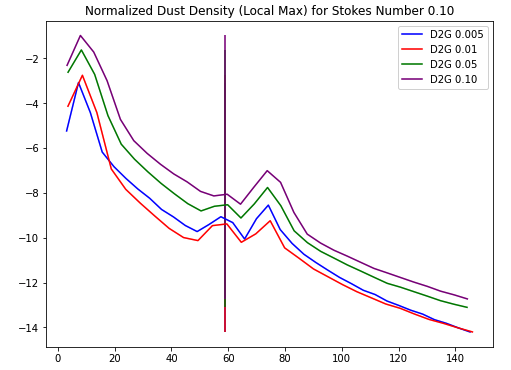 Normalized Dust Density (Local Max) for Stokes Number 0.10
D2G 0.005
D2G 0.01
D2G 0.05
D2G 0.10
−2
−4
−6
−8
−10
−12
−14
0 20 40 60 80 100 120 140